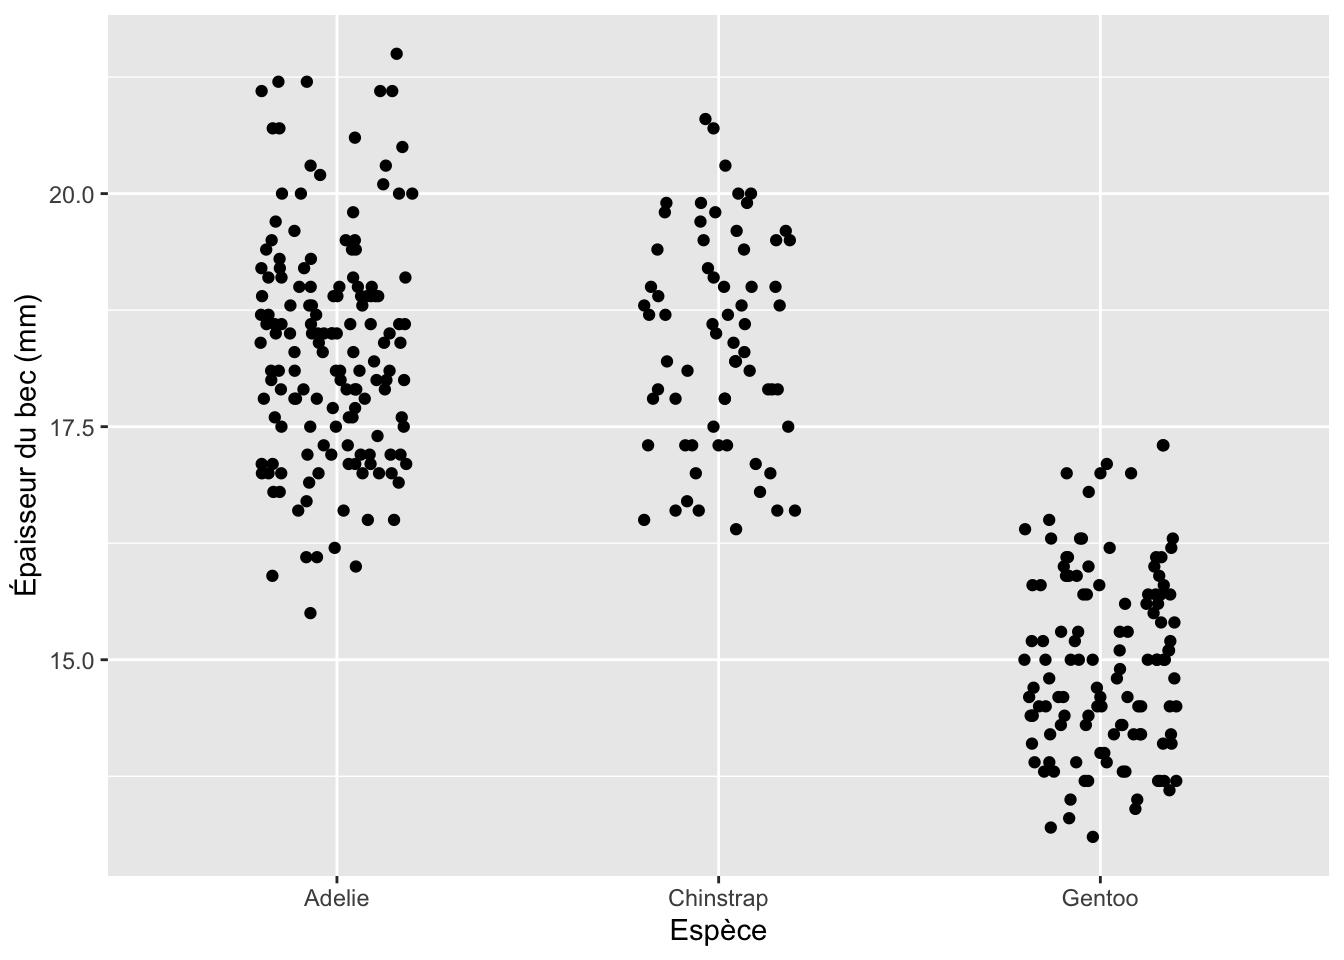 Épaisseur du bec (mm)
20.0
17.5
15.0
Adelie
Chinstrap
Gentoo
Espèce